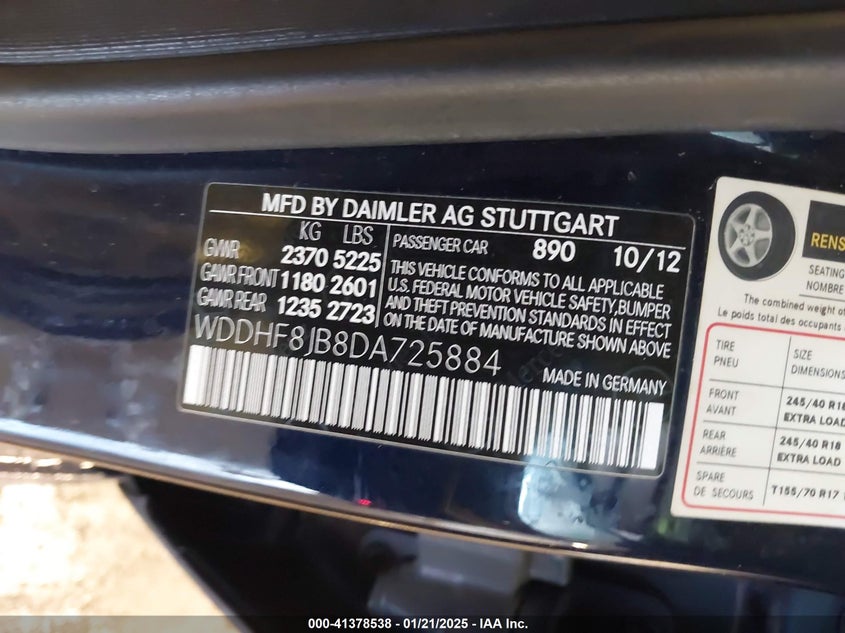 MFD BY DAIMLER AG STUTTGART
KG LBS
GVWR 2370 5225
GAWR FRONT 1180 2601
GAWR REAR 1235 2723
PASSENGER CAR 890 10/12
THIS VEHICLE CONFORMS TO ALL APPLICABLE
U.S. FEDERAL MOTOR VEHICLE SAFETY, BUMPER
AND THEFT PREVENTION STANDARDS IN EFFECT
ON THE DATE OF MANUFACTURE SHOWN ABOVE
WDDHF8JB8DA725884
MADE IN GERMANY
RENS
SEATING
NOMBRE
The combined weight of
Le poids total des occupants
TIRE
PNEU
SIZE
DIMENSIONS
FRONT
AVANT
245/40 R18
EXTRA LOAD
REAR
ARRIÈRE
245/40 R18
EXTRA LOAD
SPARE
DE SECOURS
T155/70 R17
000-41378538 — 01/21/2025 — IAA Inc.